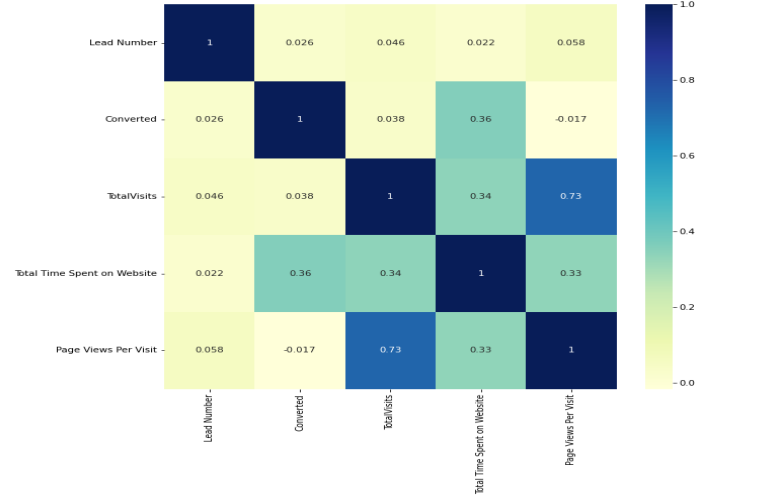 1.0
Lead Number
1 0.026 0.046 0.022 0.058
0.8
Converted
0.026 1 0.038 0.36 -0.017
0.6
TotalVisits
0.046 0.038 1 0.34 0.73
0.4
Total Time Spent on Website
0.022 0.36 0.34 1 0.33
0.2
Page Views Per Visit
0.058 -0.017 0.73 0.33 1
0.0
Lead Number
Converted
TotalVisits
Total Time Spent on Website
Page Views Per Visit